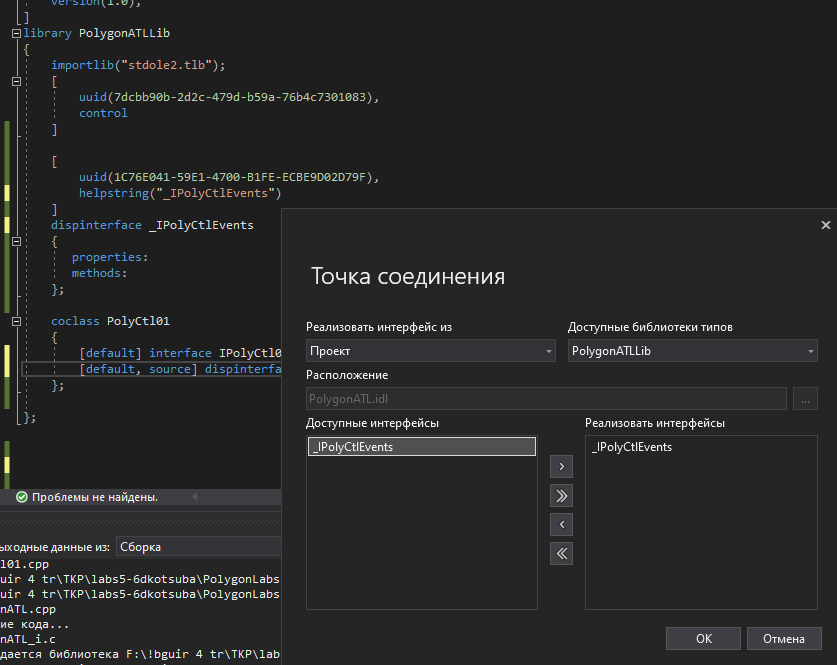 version(1.0),
]
library PolygonATLLib
{
importlib("stdole2.tlb");
[
uuid(7dcbb90b-2d2c-479d-b59a-76b4c7301083),
control
]
[
uuid(1C76E041-59E1-4700-B1FE-ECBE9D02D79F),
helpstring("_IPolyCtlEvents")
]
dispinterface _IPolyCtlEvents
{
properties:
methods:
};
coclass PolyCtl01
{
[default] interface IPolyCtl0
[default, source] dispinterfa
};
};
Проблемы не найдены.
ыходные данные из: Сборка
l01.cpp
guir 4 tr\TKP\labs5-6dkotsuba\PolygonLabs
guir 4 tr\TKP\labs5-6dkotsuba\PolygonLabs
nATL.cpp
ие кода...
nATL_i.c
дается библиотека F:\!bguir 4 tr\TKP\lab
Точка соединения
Реализовать интерфейс из
Доступные библиотеки типов
Проект
PolygonATLLib
Расположение
PolygonATL.idl
...
Доступные интерфейсы
Реализовать интерфейсы
_IPolyCtlEvents
_IPolyCtlEvents
OK
Отмена